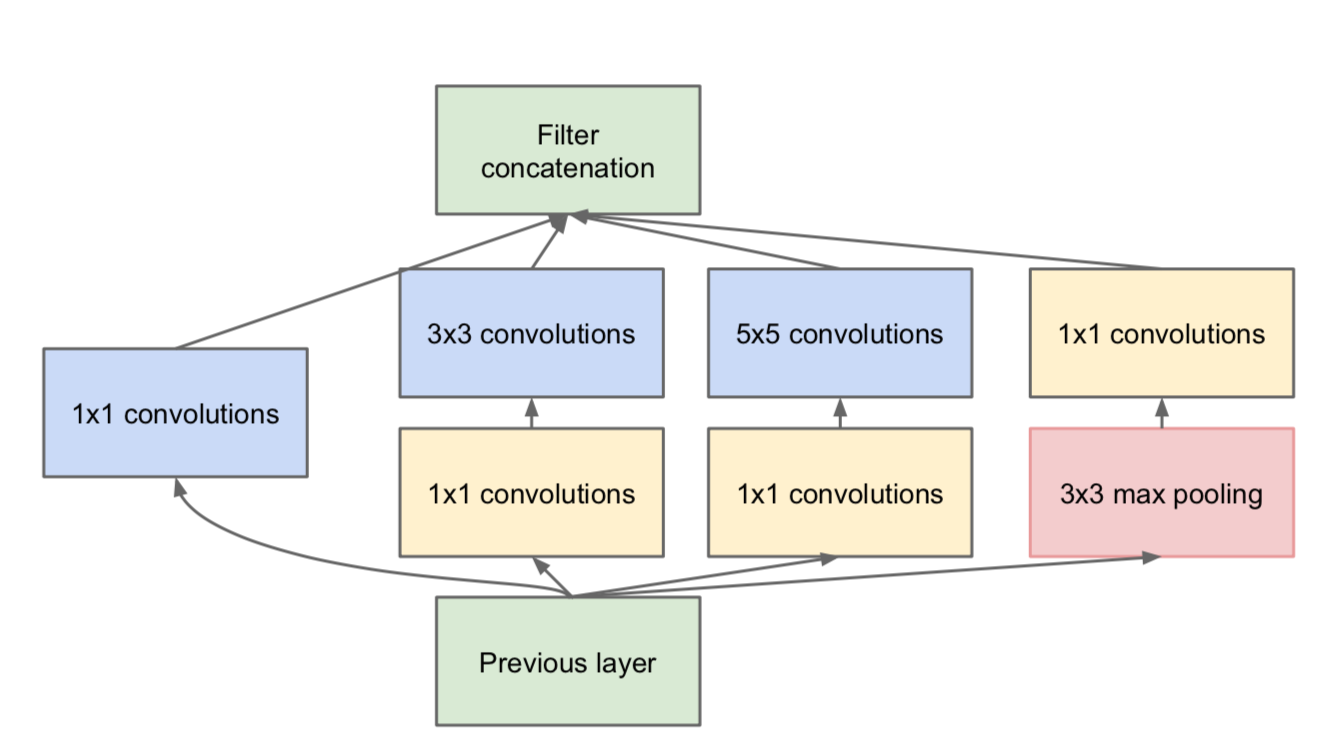 Filter
concatenation
3x3 convolutions
5x5 convolutions
1x1 convolutions
1x1 convolutions
1x1 convolutions
1x1 convolutions
3x3 max pooling
Previous layer